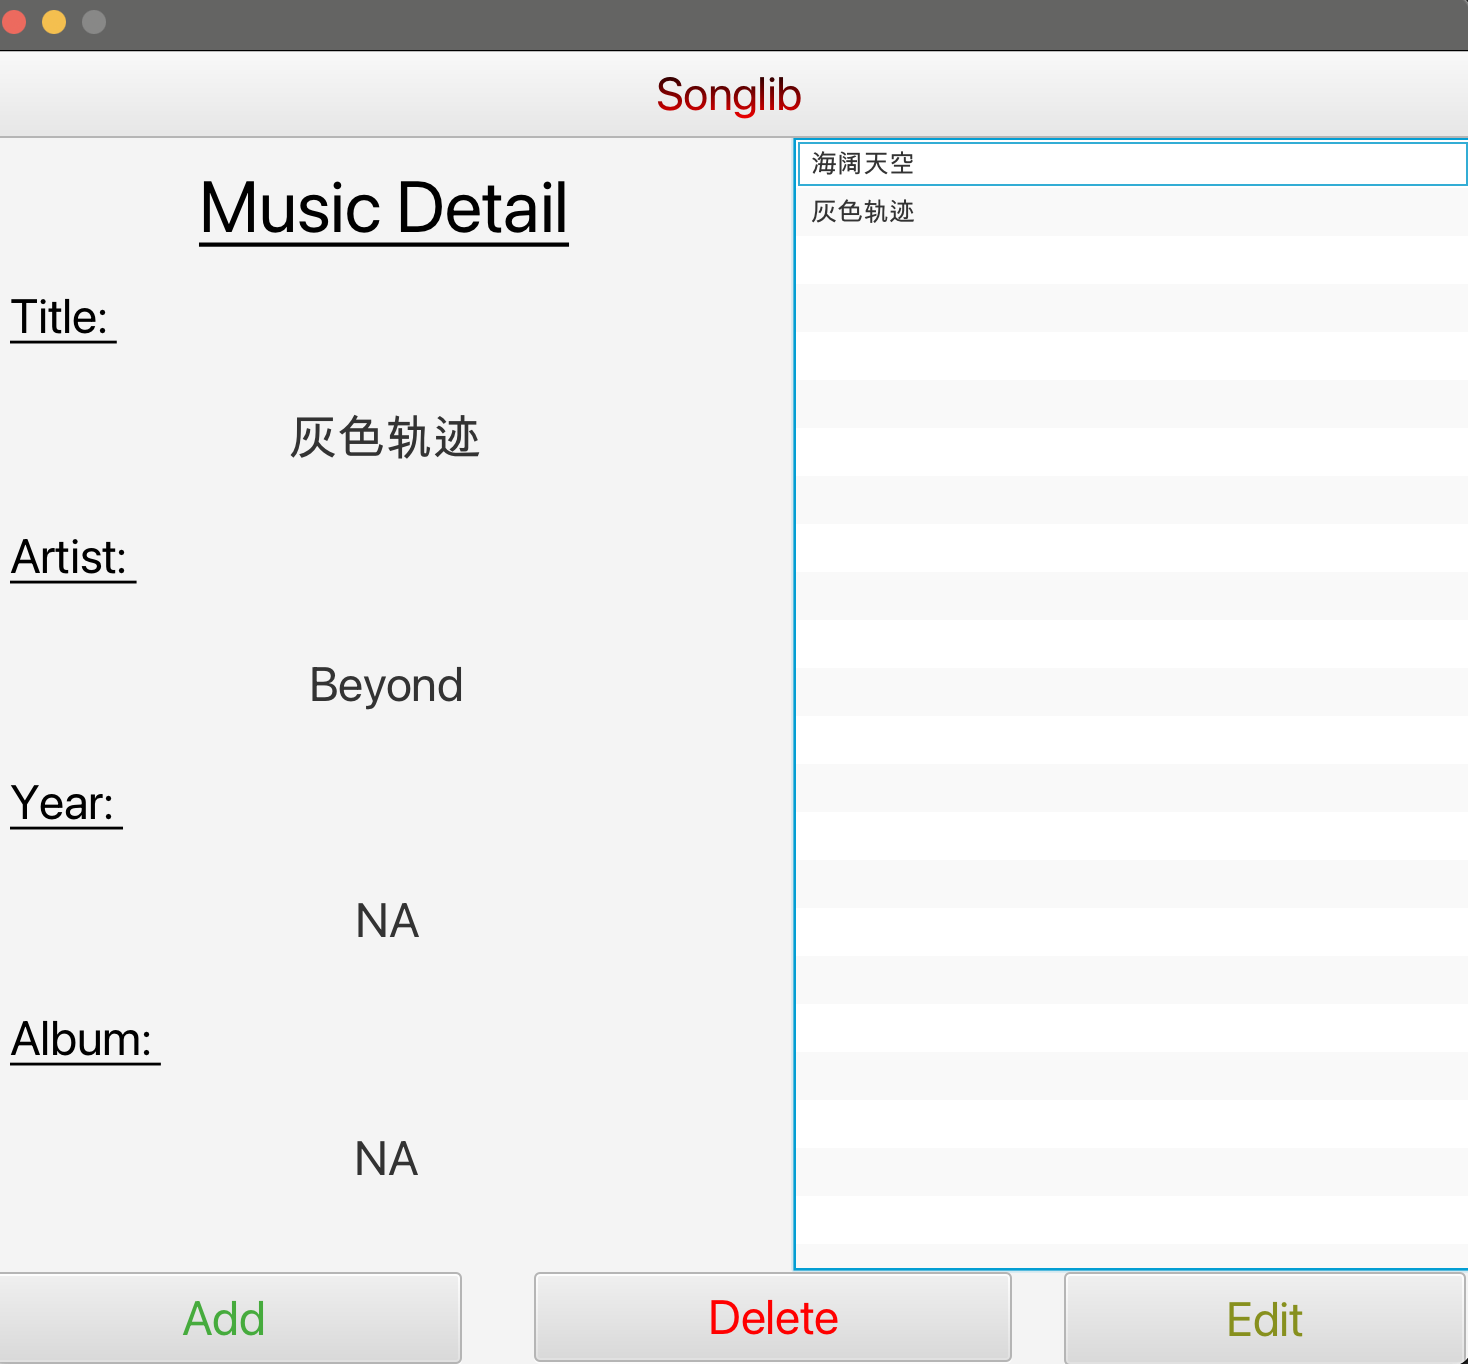 Songlib
Music Detail
Title:
灰色轨迹
Artist:
Beyond
Year:
NA
Album:
NA
海阔天空
灰色轨迹
Add
Delete
Edit